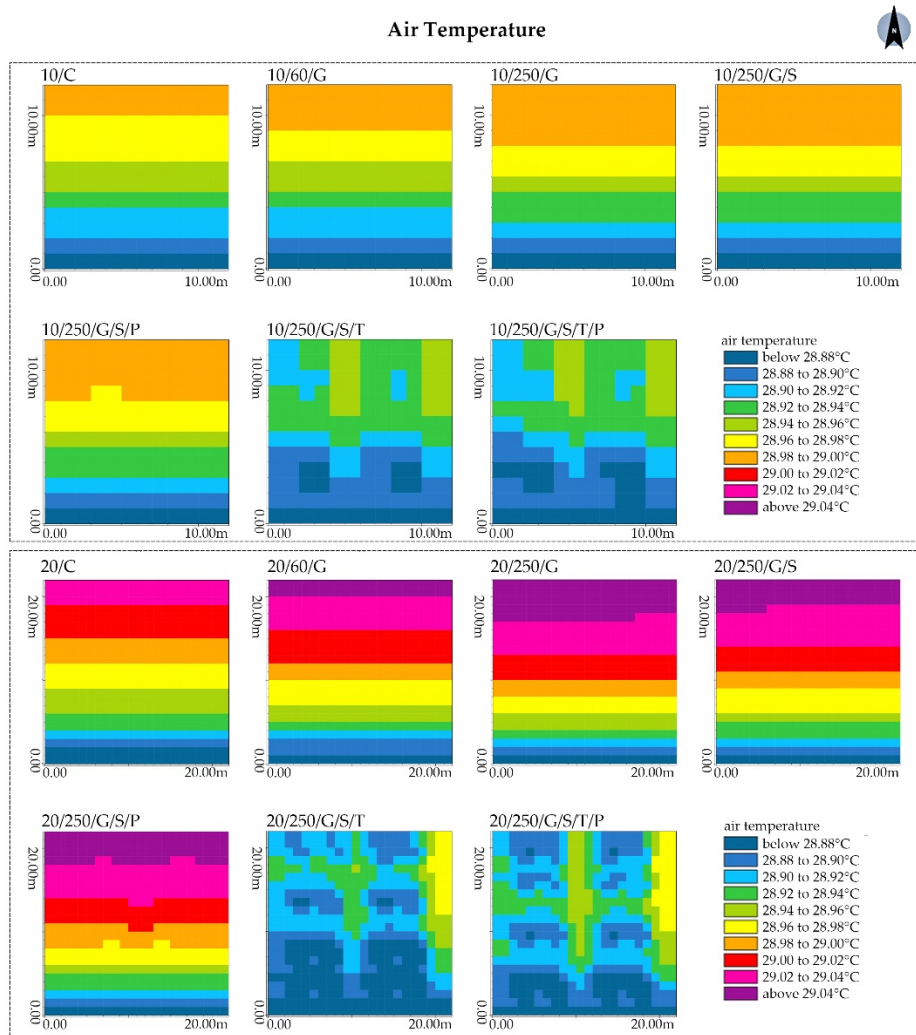 Air Temperature
N
10/C 10/60/G 10/250/G 10/250/G/S
10.00m 10.00m 10.00m 10.00m
0.00 0.00 0.00 0.00
0.00 10.00m 0.00 10.00m 0.00 10.00m 0.00 10.00m
10/250/G/S/P 10/250/G/S/T 10/250/G/S/T/P
10.00m 10.00m 10.00m
0.00 0.00 0.00
0.00 10.00m 0.00 10.00m 0.00 10.00m
air temperature
below 28.88°C
28.88 to 28.90°C
28.90 to 28.92°C
28.92 to 28.94°C
28.94 to 28.96°C
28.96 to 28.98°C
28.98 to 29.00°C
29.00 to 29.02°C
29.02 to 29.04°C
above 29.04°C
20/C 20/60/G 20/250/G 20/250/G/S
20.00m 20.00m 20.00m 20.00m
0.00 0.00 0.00 0.00
0.00 20.00m 0.00 20.00m 0.00 20.00m 0.00 20.00m
20/250/G/S/P 20/250/G/S/T 20/250/G/S/T/P
20.00m 20.00m 20.00m
0.00 0.00 0.00
0.00 20.00m 0.00 20.00m 0.00 20.00m
air temperature
below 28.88°C
28.88 to 28.90°C
28.90 to 28.92°C
28.92 to 28.94°C
28.94 to 28.96°C
28.96 to 28.98°C
28.98 to 29.00°C
29.00 to 29.02°C
29.02 to 29.04°C
above 29.04°C